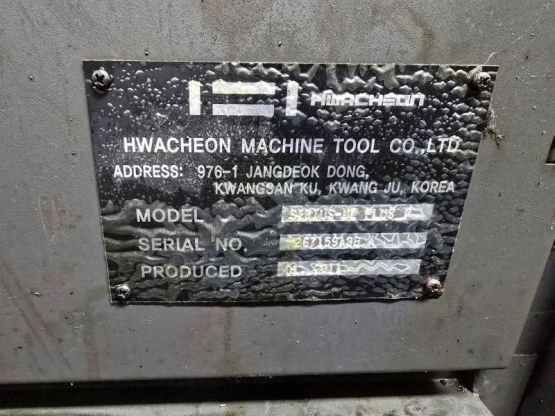 HWACHEON
HWACHEON MACHINE TOOL CO.,LTD
ADDRESS: 976-1 JANGDEOK DONG,
KWANGSAN KU, KWANG JU, KOREA
MODEL PLUS
SERIAL NO.
PRODUCED